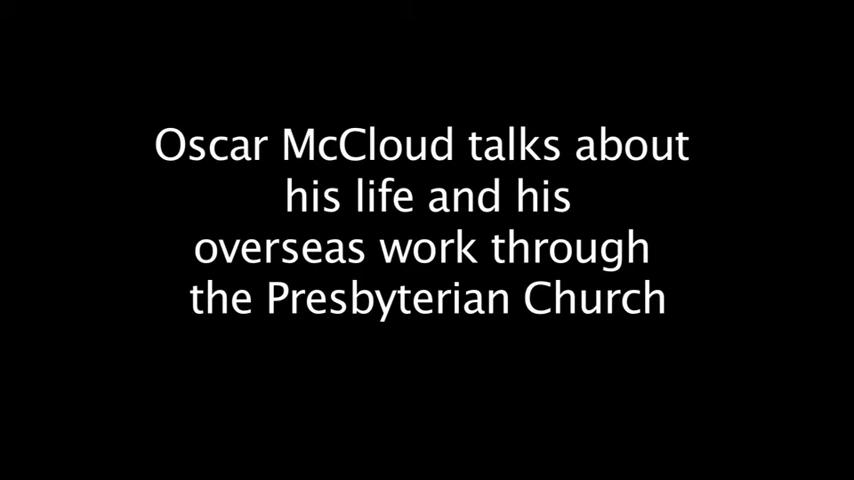 Oscar McCloud talks about
his life and his
overseas work through
the Presbyterian Church